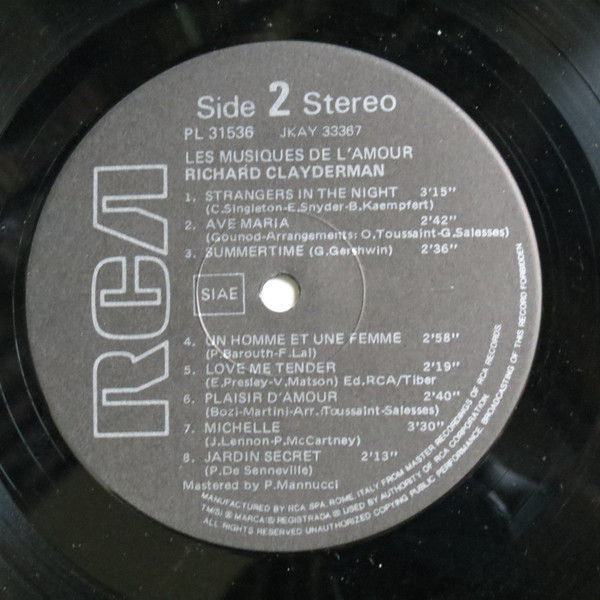 Side 2 Stereo
PL 31536 JKAY 33367
LES MUSIQUES DE L'AMOUR
RICHARD CLAYDERMAN
1. STRANGERS IN THE NIGHT 3'15"
(C.Singleton-E.Snyder-B.Kaempfert)
2. AVE MARIA 2'42"
(Gounod-Arrangements: O.Toussaint-G.Salesses)
3. SUMMERTIME (G.Gershwin) 2'36"
SIAE
4. UN HOMME ET UNE FEMME 2'58"
(P.Barouth-F.Lai)
5. LOVE ME TENDER 2'19"
(E.Presley-V.Matson) Ed.RCA/Tiber
6. PLAISIR D'AMOUR 2'40"
(Bozi-Martini-Arr.:Toussaint-Salesses)
7. MICHELLE 3'30"
(J.Lennon-P.McCartney)
8. JARDIN SECRET 2'13"
(P.De Senneville)
Mastered by P.Mannucci
RCA
MANUFACTURED BY RCA SPA, ROME, ITALY FROM MASTER RECORDINGS OF RCA RECORDS
TM(S) ® MARCA(S) REGISTRADA(S) USED BY AUTHORITY OF RCA CORPORATION
ALL RIGHTS RESERVED UNAUTHORIZED COPYING PUBLIC PERFORMANCE, BROADCASTING OF THIS RECORD FORBIDDEN